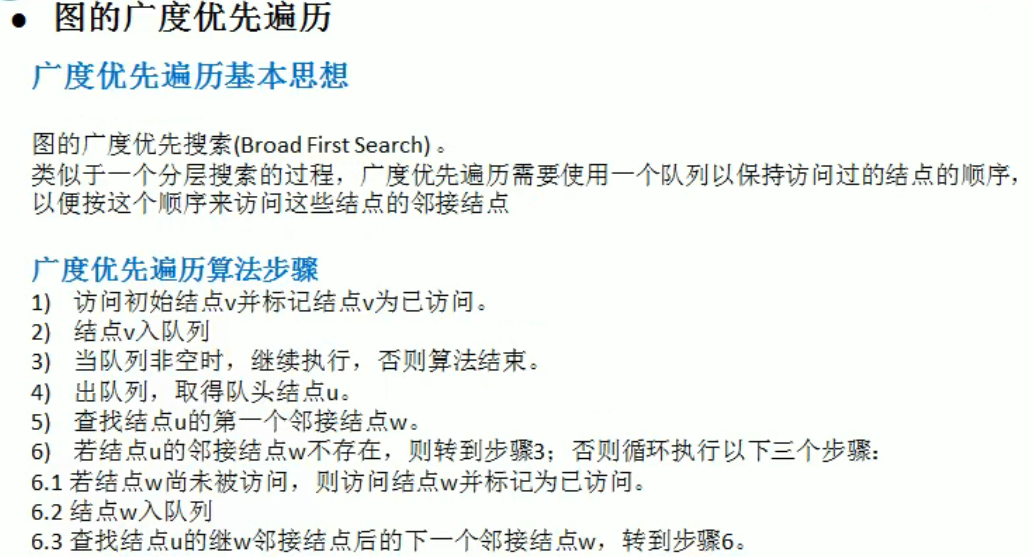 ● 图的广度优先遍历
广度优先遍历基本思想
图的广度优先搜索(Broad First Search) 。
类似于一个分层搜索的过程，广度优先遍历需要使用一个队列以保持访问过的结点的顺序，
以便按这个顺序来访问这些结点的邻接结点
广度优先遍历算法步骤
1) 访问初始结点v并标记结点v为已访问。
2) 结点v入队列
3) 当队列非空时，继续执行，否则算法结束。
4) 出队列，取得队头结点u。
5) 查找结点u的第一个邻接结点w。
6) 若结点u的邻接结点w不存在，则转到步骤3；否则循环执行以下三个步骤:
6.1 若结点w尚未被访问，则访问结点w并标记为已访问。
6.2 结点w入队列
6.3 查找结点u的继w邻接结点后的下一个邻接结点w，转到步骤6。